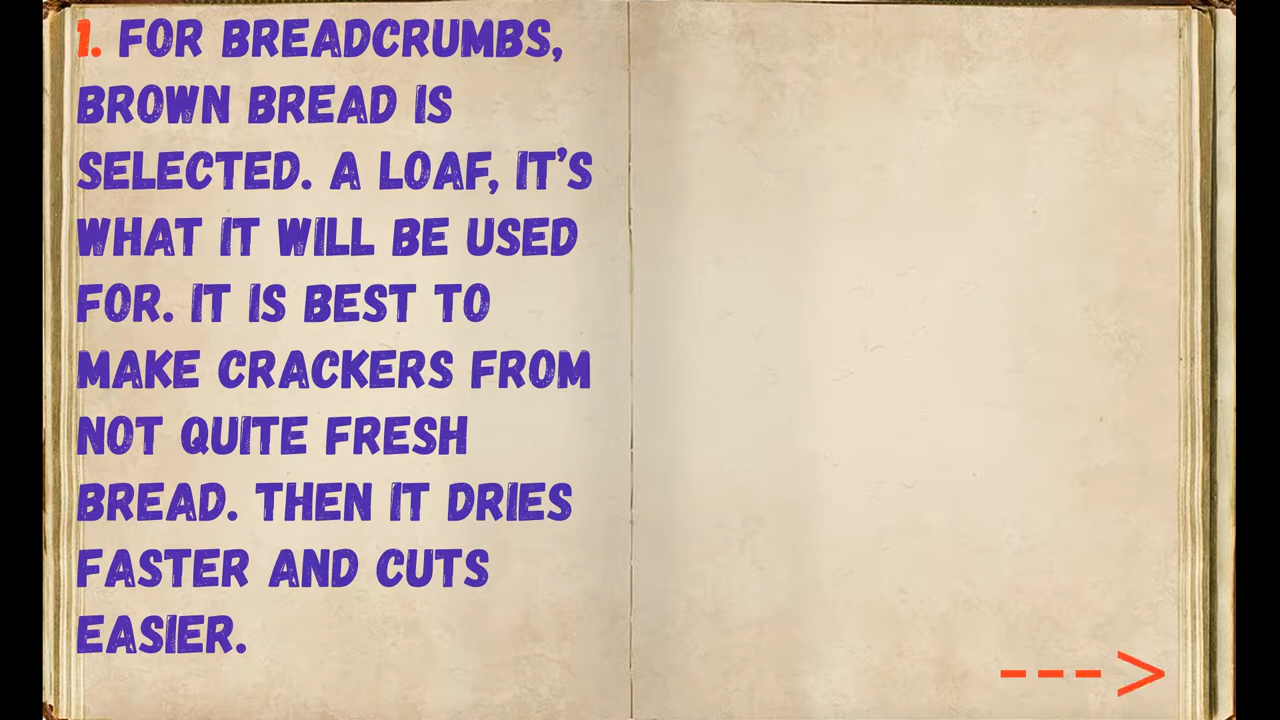 1. FOR BREADCRUMBS,
BROWN BREAD IS
SELECTED. A LOAF, IT'S
WHAT IT WILL BE USED
FOR. IT IS BEST TO
MAKE CRACKERS FROM
NOT QUITE FRESH
BREAD. THEN IT DRIES
FASTER AND CUTS
EASIER.
--->